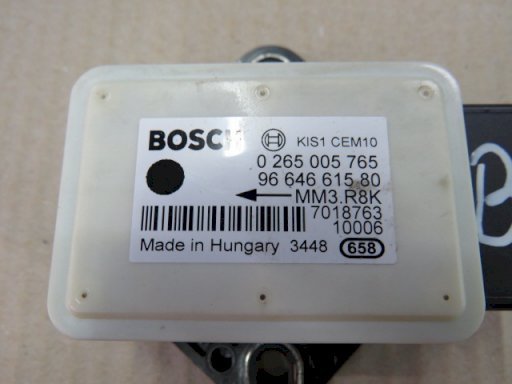 BOSCH KIS1 CEM10
0 265 005 765
96 646 615 80
MM3.R8K
7018763
10006
Made in Hungary 3448 658